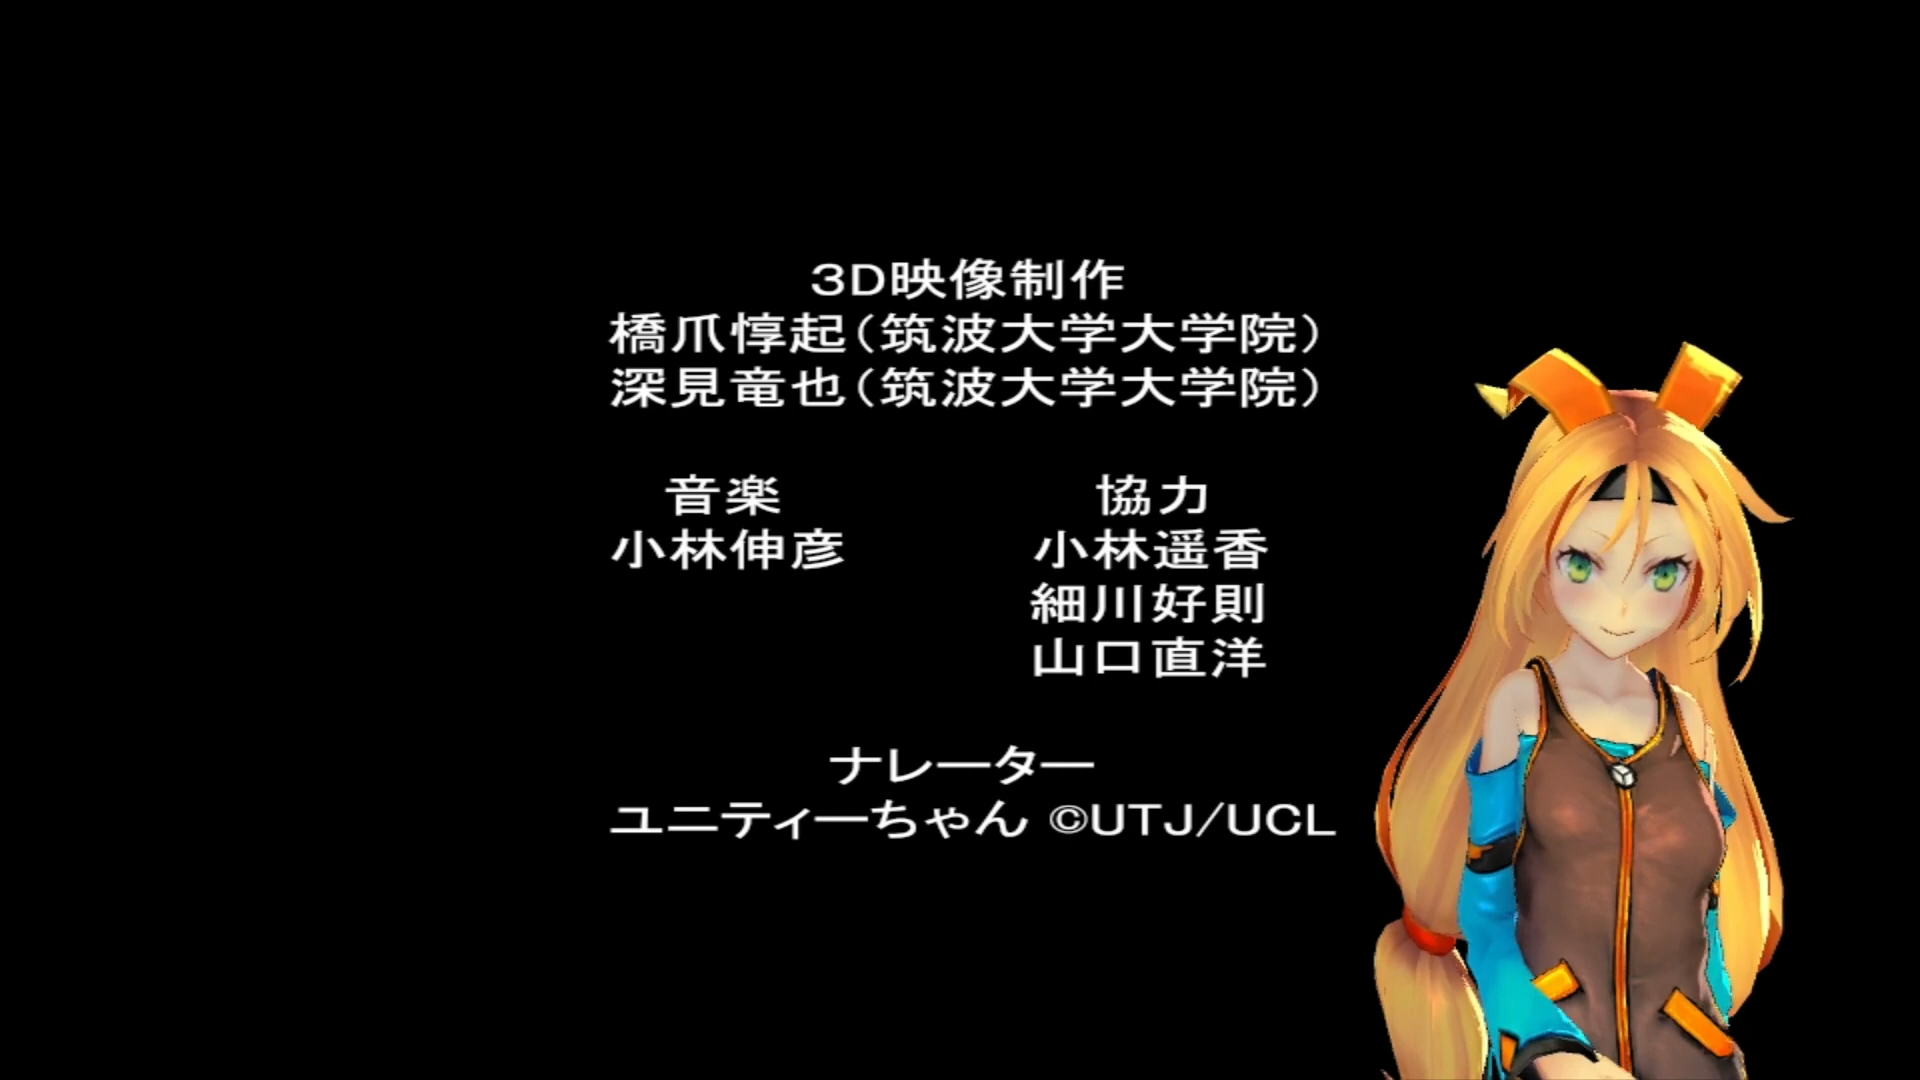 3D映像制作
橋爪惇起(筑波大学大学院)
深見竜也(筑波大学大学院)
音楽
小林伸彦
協力
小林遥香
細川好則
山口直洋
ナレーター
ユニティーちゃん ©UTJ/UCL